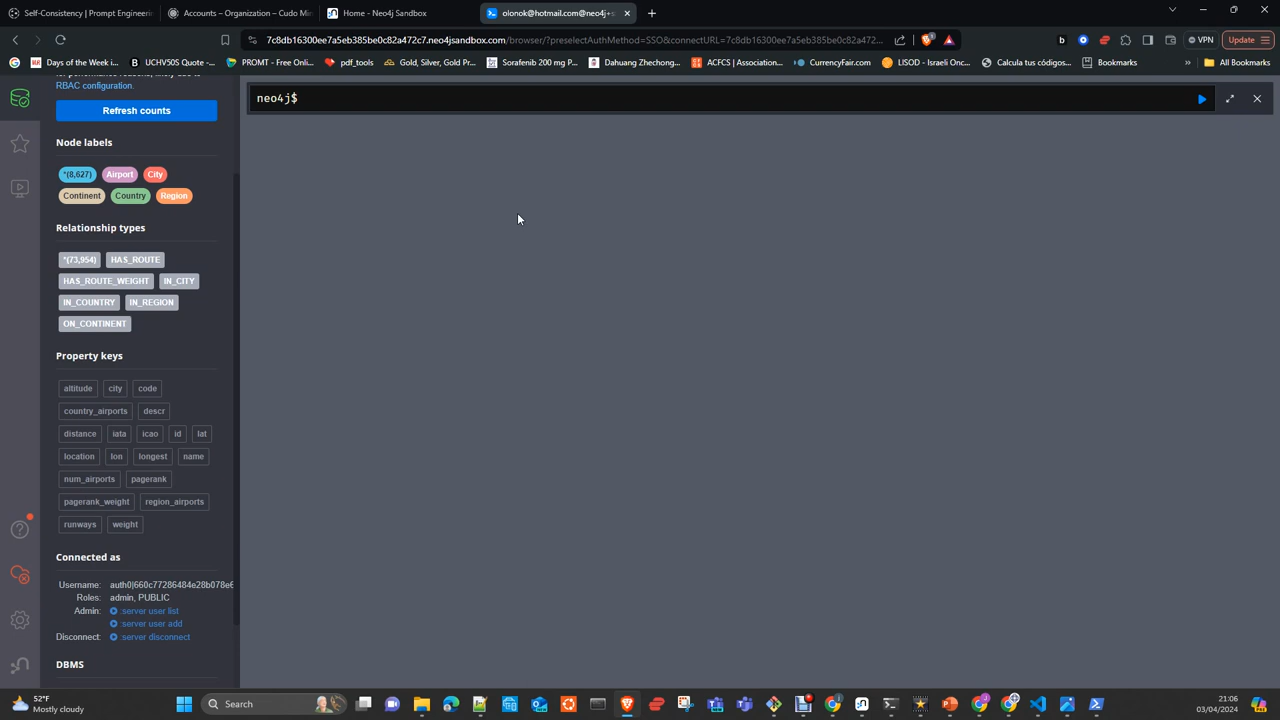 Self-Consistency | Prompt Engineerin
Accounts – Organization – Cudo Min
Home - Neo4j Sandbox
olonok@hotmail.com@neo4j+s
7c8db16300ee7a5eb385be0c82a472c7.neo4jsandbox.com/browser/?preselectAuthMethod=SSO&connectURL=7c8db16300ee7a5eb385be0c82a472c7...
VPN
Update
Days of the Week i...
UCHV50S Quote -...
PROMT - Free Onli...
pdf_tools
Gold, Silver, Gold Pr...
Sorafenib 200 mg P...
Dahuang Zhechong...
ACFCS | Association...
CurrencyFair.com
LISOD - Israeli Onc...
Calcula tus códigos...
Bookmarks
All Bookmarks
RBAC configuration.
Refresh counts
neo4j$
Node labels
*(8,627) Airport City
Continent Country Region
Relationship types
*(73,954) HAS_ROUTE
HAS_ROUTE_WEIGHT IN_CITY
IN_COUNTRY IN_REGION
ON_CONTINENT
Property keys
altitude city code
country_airports descr
distance iata icao id lat
location lon longest name
num_airports pagerank
pagerank_weight region_airports
runways weight
Connected as
Username: auth0|660c77286484e28b078e6
Roles: admin, PUBLIC
Admin: :server user list
:server user add
Disconnect: :server disconnect
DBMS
52°F
Mostly cloudy
Search
21:06
03/04/2024